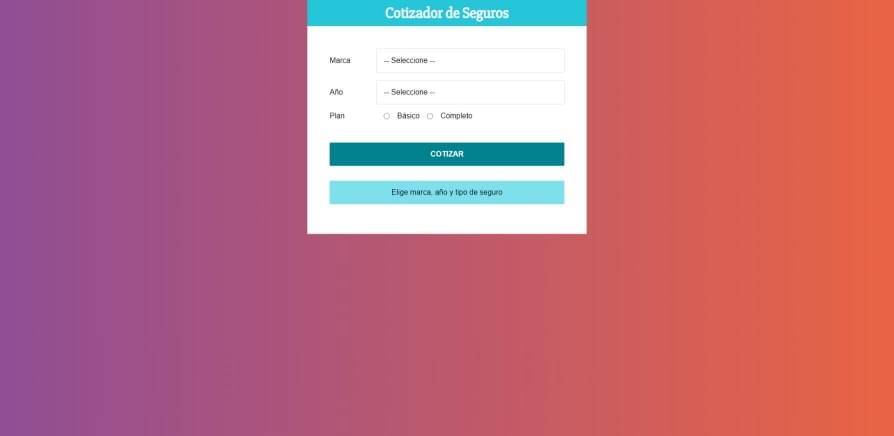 Cotizador de Seguros
Marca -- Seleccione --
Año -- Seleccione --
Plan Básico Completo
COTIZAR
Elige marca, año y tipo de seguro